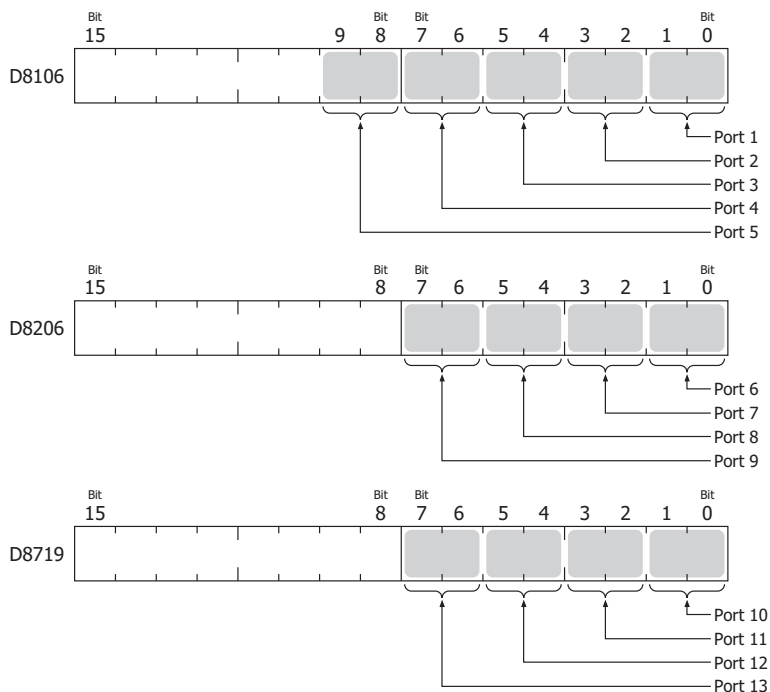 Bit Bit Bit Bit
15 9 8 7 6 5 4 3 2 1 0
D8106
Port 1
Port 2
Port 3
Port 4
Port 5
Bit Bit Bit Bit
15 8 7 6 5 4 3 2 1 0
D8206
Port 6
Port 7
Port 8
Port 9
Bit Bit Bit Bit
15 8 7 6 5 4 3 2 1 0
D8719
Port 10
Port 11
Port 12
Port 13